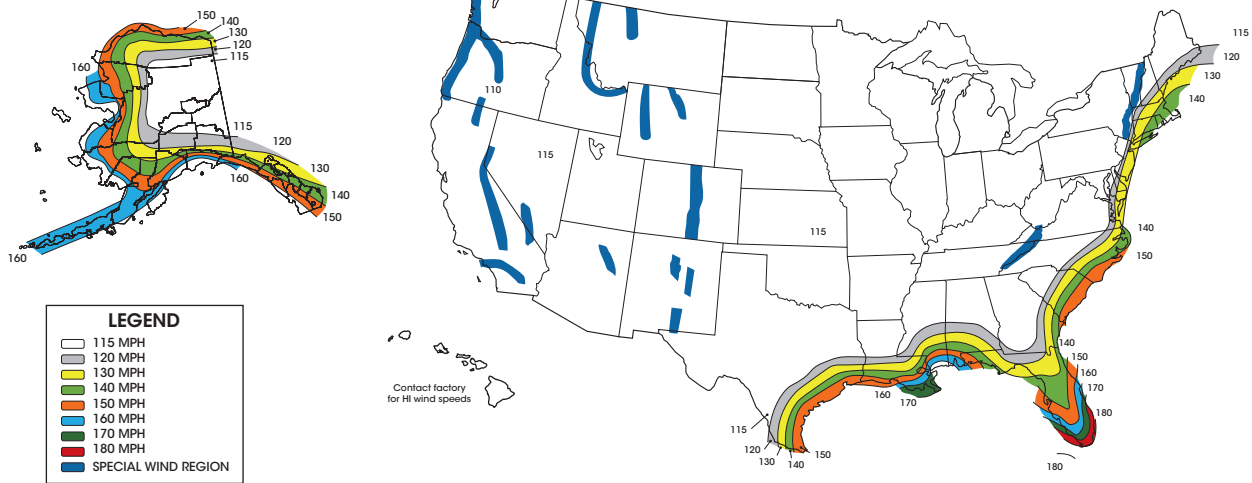 150
140
130
120
115
160
115
120
130
140
150
160
160
110
115
115
115
120
130
140
140
150
140
150
160
170
180
180
160
170
115
120
130
140
150
Contact factory
for HI wind speeds
LEGEND
115 MPH
120 MPH
130 MPH
140 MPH
150 MPH
160 MPH
170 MPH
180 MPH
SPECIAL WIND REGION